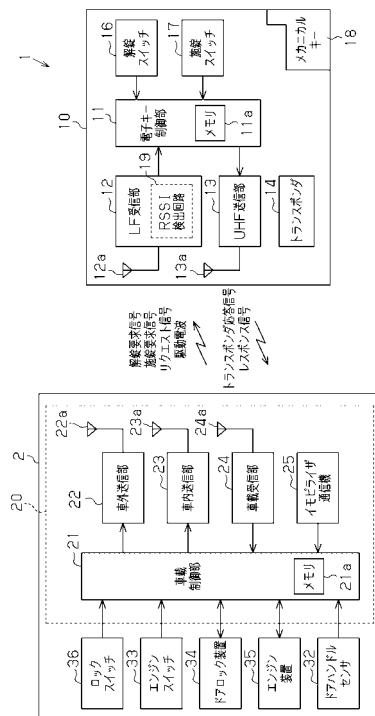 1
10
16
解錠
スイッチ
17
施錠
スイッチ
11
電子キー
制御部
メモリ
11a
12
12a
LF受信部
19
RSSI
検出回路
13
13a
UHF送信部
14
トランスポンダ
メカニカル
キー
18
解錠要求信号
施錠要求信号
リクエスト信号
駆動電波
トランスポンダ応答信号
レスポンス信号
20
2
22a
22
車外送信部
23a
23
車内送信部
24a
24
車載受信部
25
イモビライザ
通信機
21
車載
制御部
メモリ
21a
36
ロック
スイッチ
33
エンジン
スイッチ
34
ドアロック装置
35
エンジン
装置
32
ドアハンドル
センサ